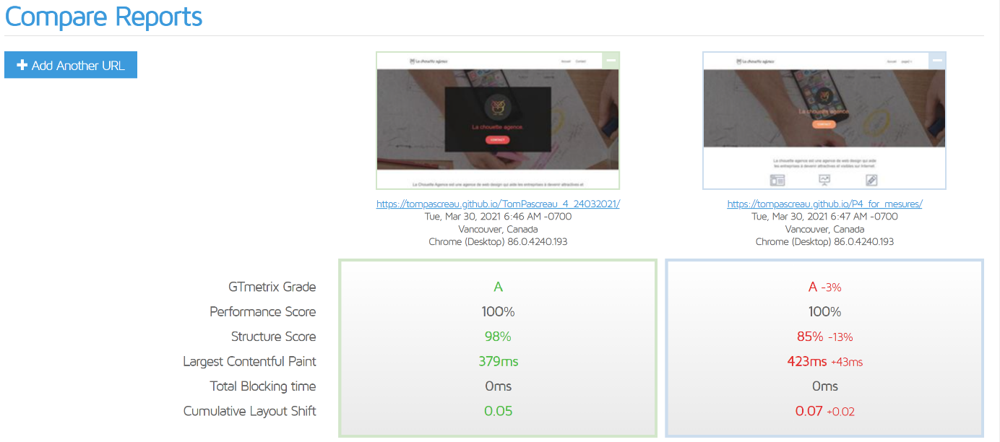 Compare Reports
+ Add Another URL
La chouette agence
Accueil Contact
La chouette agence.
CONTACT
La Chouette Agence est une agence de web design qui aide les entreprises à devenir attractives et
La chouette agence
Accueil page2 >
La chouette agence
CONTACT
La chouette agence est une agence de web design qui aide
les entreprises à devenir attractives et visibles sur Internet.
https://tompascreau.github.io/TomPascreau_4_24032021/
Tue, Mar 30, 2021 6:46 AM -0700
Vancouver, Canada
Chrome (Desktop) 86.0.4240.193
https://tompascreau.github.io/P4_for_mesures/
Tue, Mar 30, 2021 6:47 AM -0700
Vancouver, Canada
Chrome (Desktop) 86.0.4240.193
GTmetrix Grade A A -3%
Performance Score 100% 100%
Structure Score 98% 85% -13%
Largest Contentful Paint 379ms 423ms +43ms
Total Blocking time 0ms 0ms
Cumulative Layout Shift 0.05 0.07 +0.02